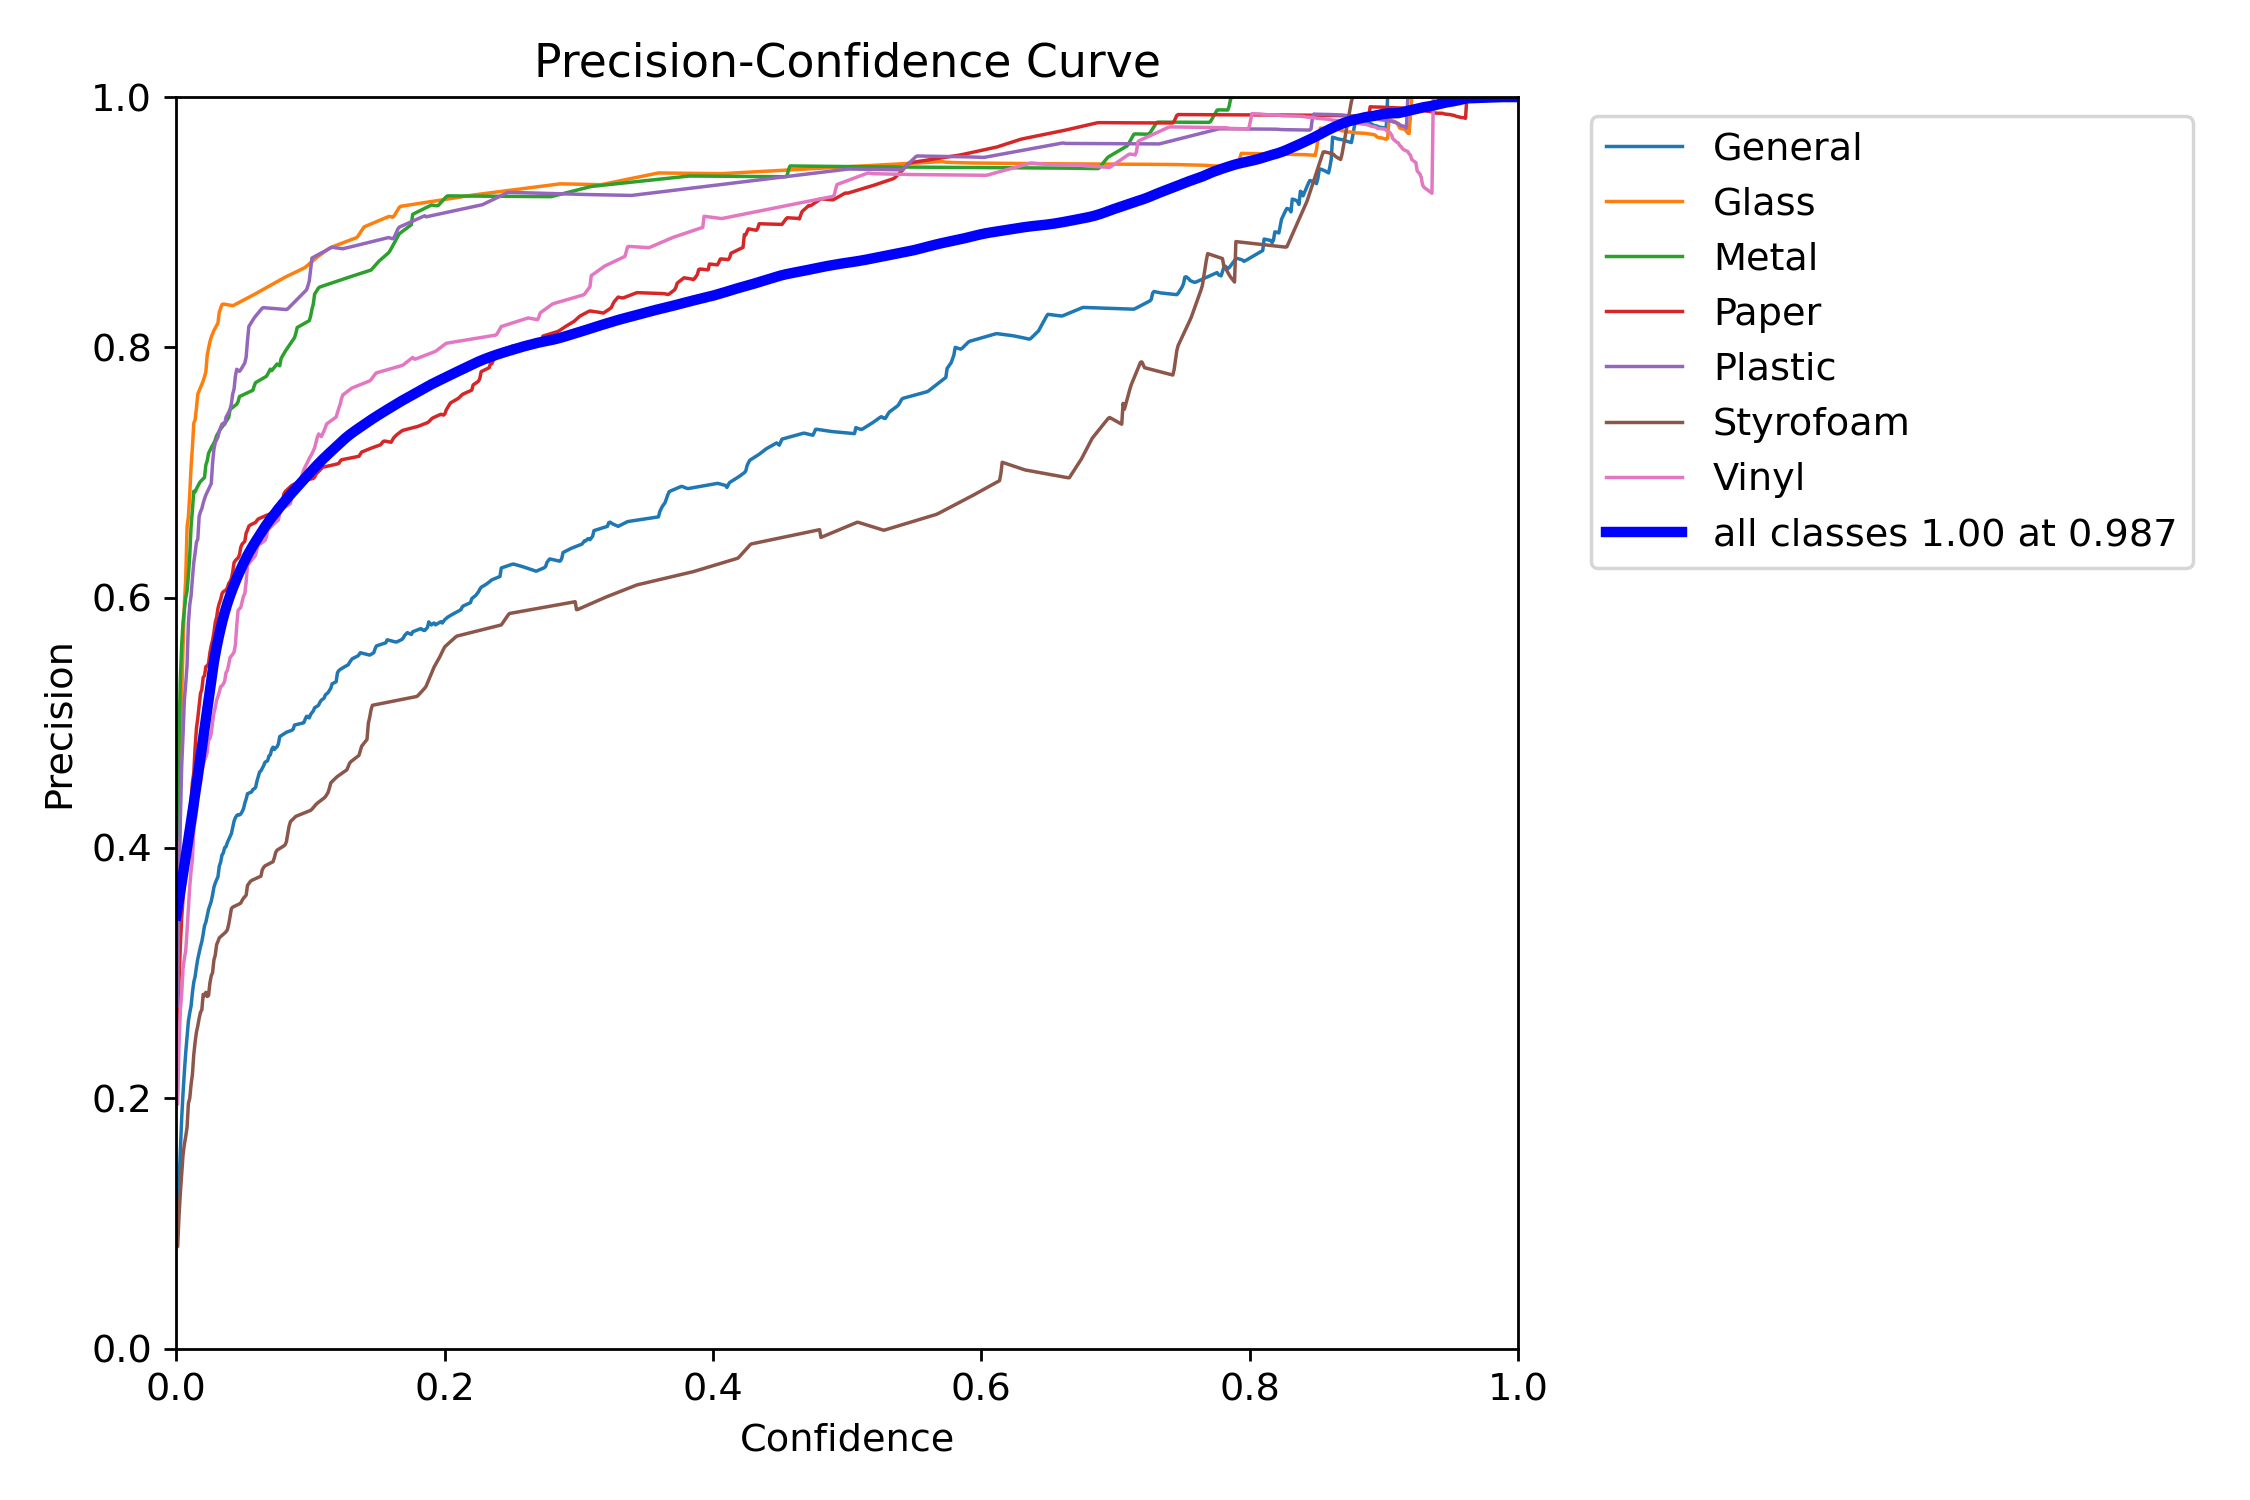 Precision-Confidence Curve
1.0
0.8
0.6
0.4
0.2
0.0
Precision
0.0 0.2 0.4 0.6 0.8 1.0
Confidence
General
Glass
Metal
Paper
Plastic
Styrofoam
Vinyl
all classes 1.00 at 0.987